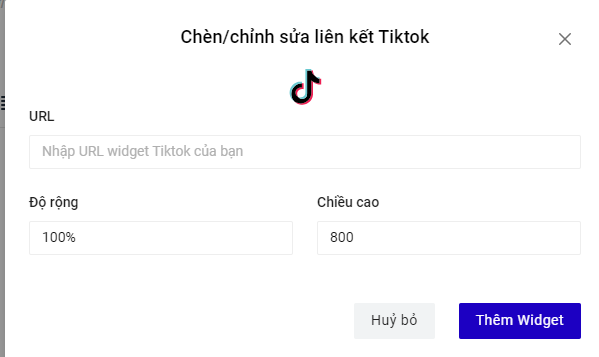 Chèn/chỉnh sửa liên kết Tiktok
URL
Nhập URL widget Tiktok của bạn
Độ rộng
Chiều cao
100%
800
Huỷ bỏ
Thêm Widget